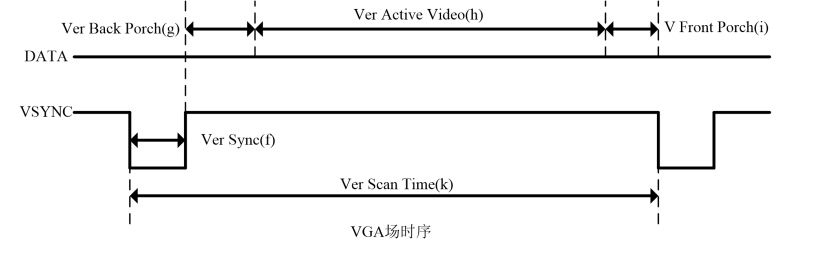 Ver Active Video(h)
Ver Back Porch(g)
V Front Porch(i)
DATA
VSYNC
Ver Sync(f)
Ver Scan Time(k)
VGA场时序